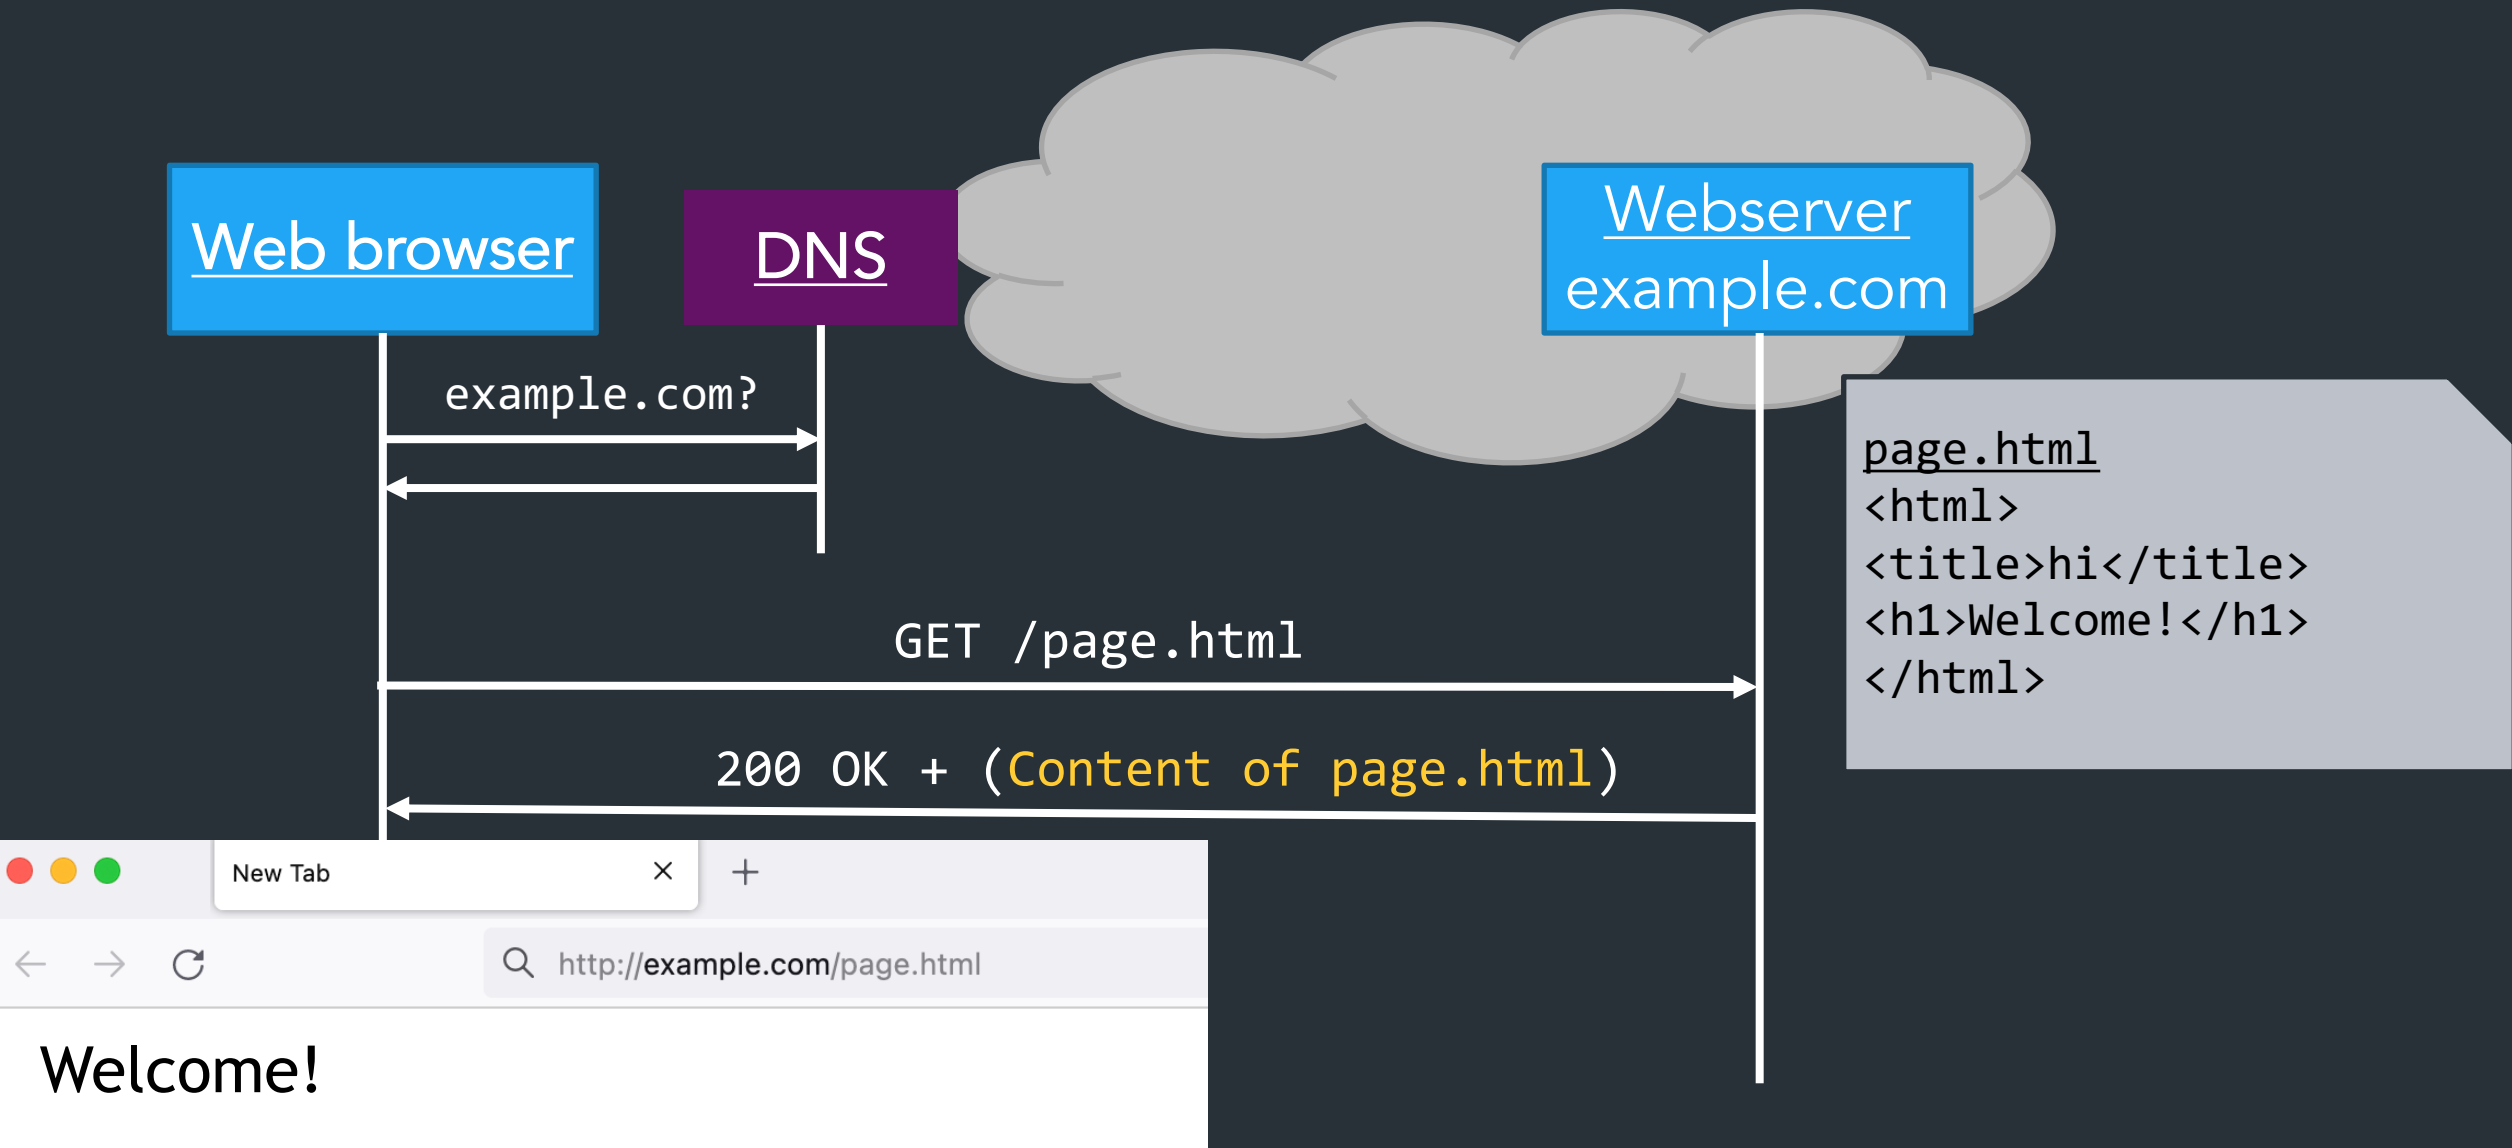 Web browser
DNS
Webserver
example.com
example.com?
page.html
<html>
<title>hi</title>
<h1>Welcome!</h1>
</html>
GET /page.html
200 OK + (Content of page.html)
New Tab
http://example.com/page.html
Welcome!